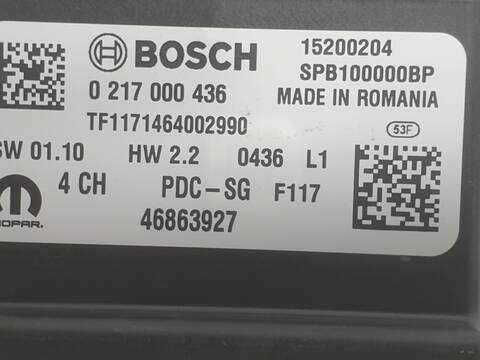 BOSCH 15200204
0 217 000 436 SPB100000BP
TF1171464002990 MADE IN ROMANIA
SW 01.10 HW 2.2 0436 L1 53F
4 CH PDC-SG F117
MOPAR. 46863927